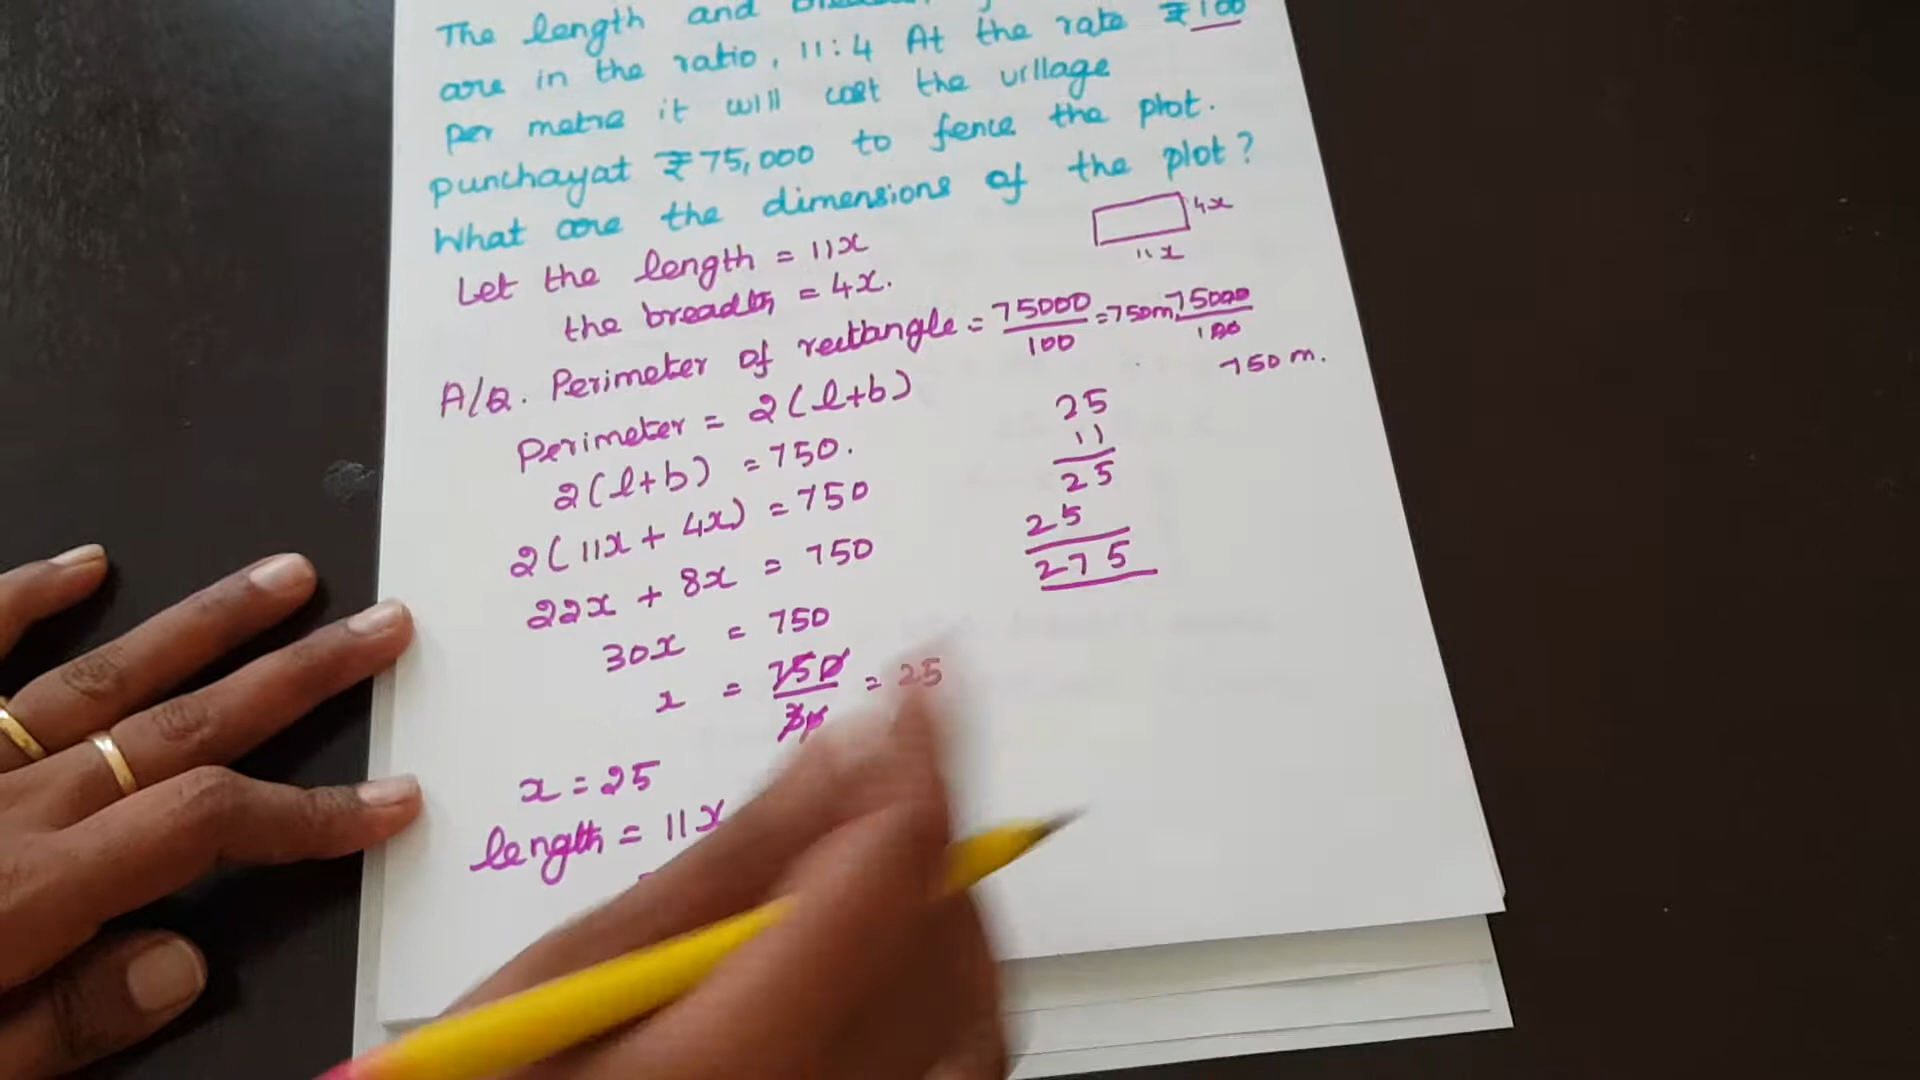 The length and
are in the ratio, 11:4 At the rate ₹100
per metre it will cost the village
punchayat ₹75,000 to fence the plot.
What are the dimensions of the plot?
Let the length = 11x
the breadth = 4x.
4x
11x
A/Q. Perimeter of rectangle = 75000/100 = 750m.
75000/100
750 m.
Perimeter = 2(l+b)
2(l+b) = 750.
2(11x + 4x) = 750
22x + 8x = 750
30x = 750
x = 750/30 = 25
x = 25
length = 11x
25
11
25
25
275